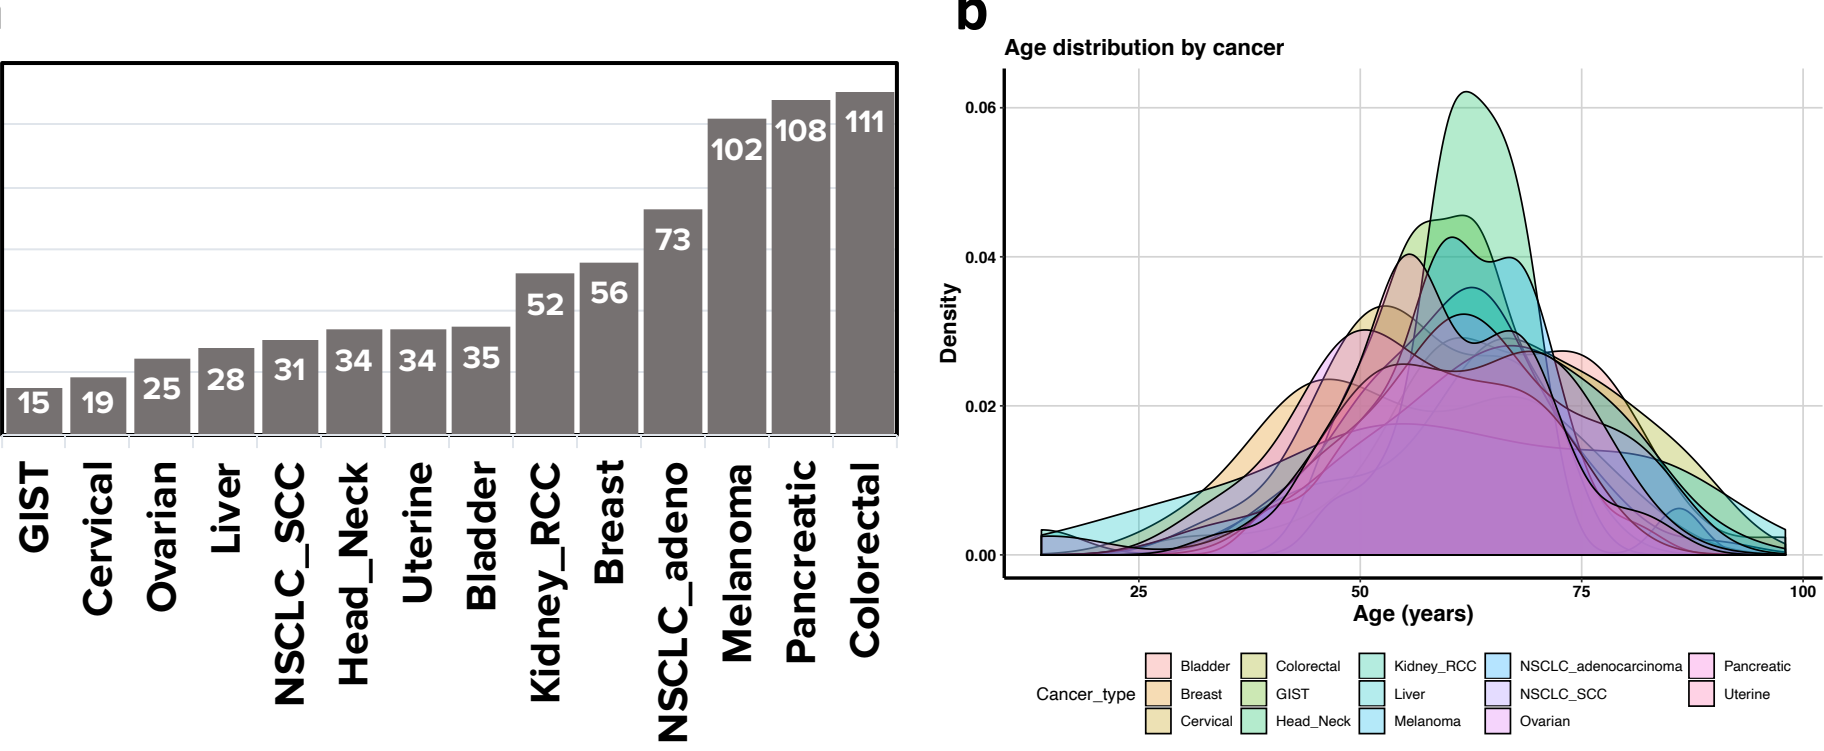 b
Age distribution by cancer
15
19
25
28
31
34
34
35
52
56
73
102
108
111
GIST
Cervical
Ovarian
Liver
NSCLC_SCC
Head_Neck
Uterine
Bladder
Kidney_RCC
Breast
NSCLC_adeno
Melanoma
Pancreatic
Colorectal
Density
0.06
0.04
0.02
0.00
25 50 75 100
Age (years)
Cancer_type
Bladder Colorectal Kidney_RCC NSCLC_adenocarcinoma Pancreatic
Breast GIST Liver NSCLC_SCC Uterine
Cervical Head_Neck Melanoma Ovarian